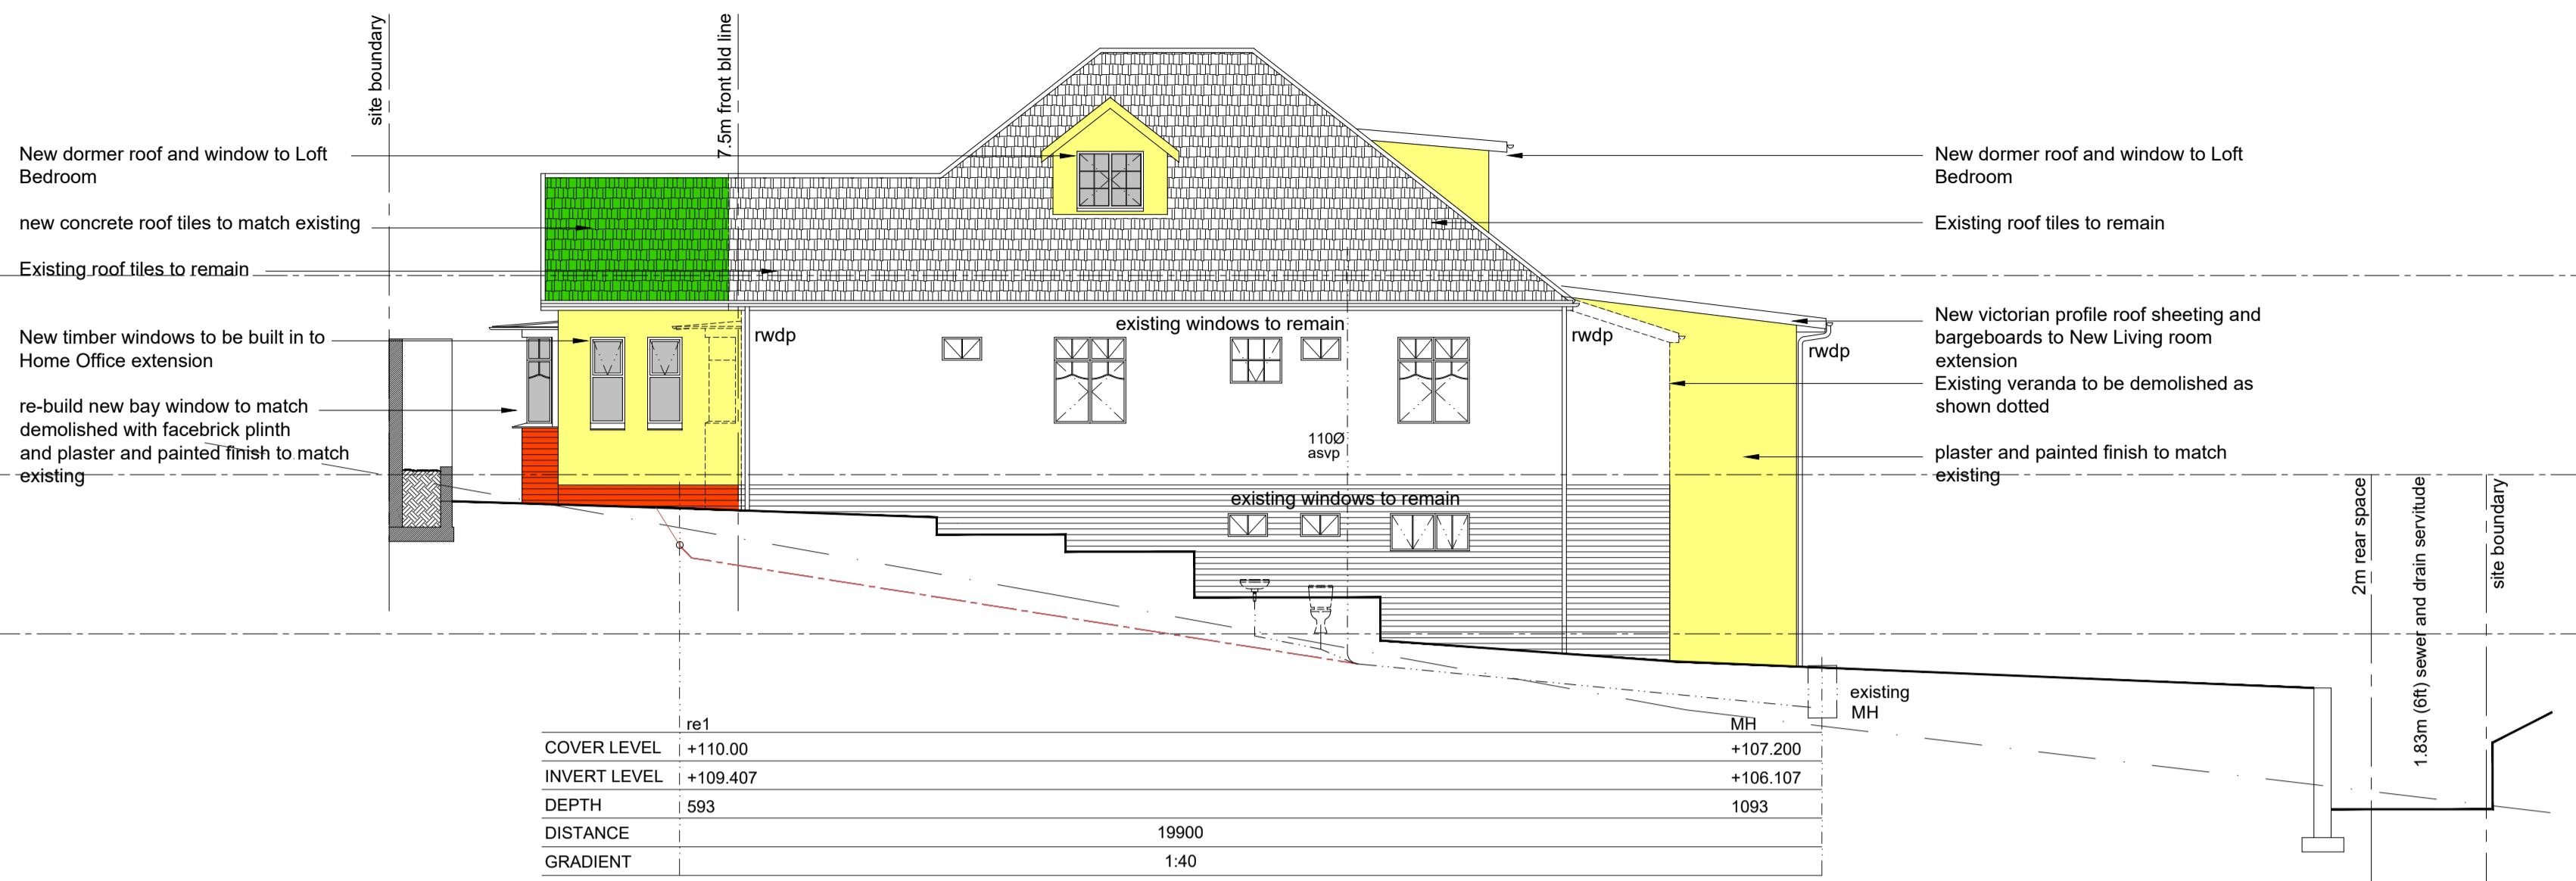 site boundary
7.5m front bld line
New dormer roof and window to Loft
Bedroom
new concrete roof tiles to match existing
Existing roof tiles to remain
New timber windows to be built in to
Home Office extension
re-build new bay window to match
demolished with facebrick plinth
and plaster and painted finish to match
existing
rwdp
existing windows to remain
110Ø
asvp
existing windows to remain
rwdp
rwdp
New dormer roof and window to Loft
Bedroom
Existing roof tiles to remain
New victorian profile roof sheeting and
bargeboards to New Living room
extension
Existing veranda to be demolished as
shown dotted
plaster and painted finish to match
existing
2m rear space
1.83m (6ft) sewer and drain servitude
site boundary
existing
MH
re1 MH
COVER LEVEL +110.00 +107.200
INVERT LEVEL +109.407 +106.107
DEPTH 593 1093
DISTANCE 19900
GRADIENT 1:40